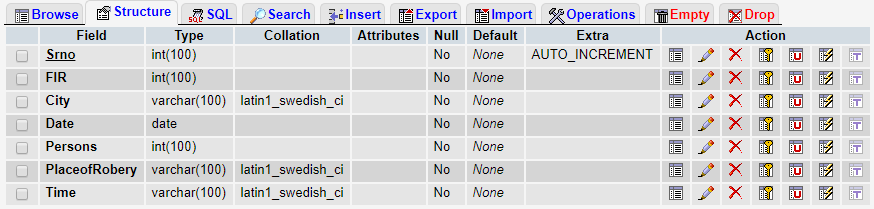 Browse Structure SQL Search Insert Export Import Operations Empty Drop
Field Type Collation Attributes Null Default Extra Action
Srno int(100) No None AUTO_INCREMENT
FIR int(100) No None
City varchar(100) latin1_swedish_ci No None
Date date No None
Persons int(100) No None
PlaceofRobery varchar(100) latin1_swedish_ci No None
Time varchar(100) latin1_swedish_ci No None